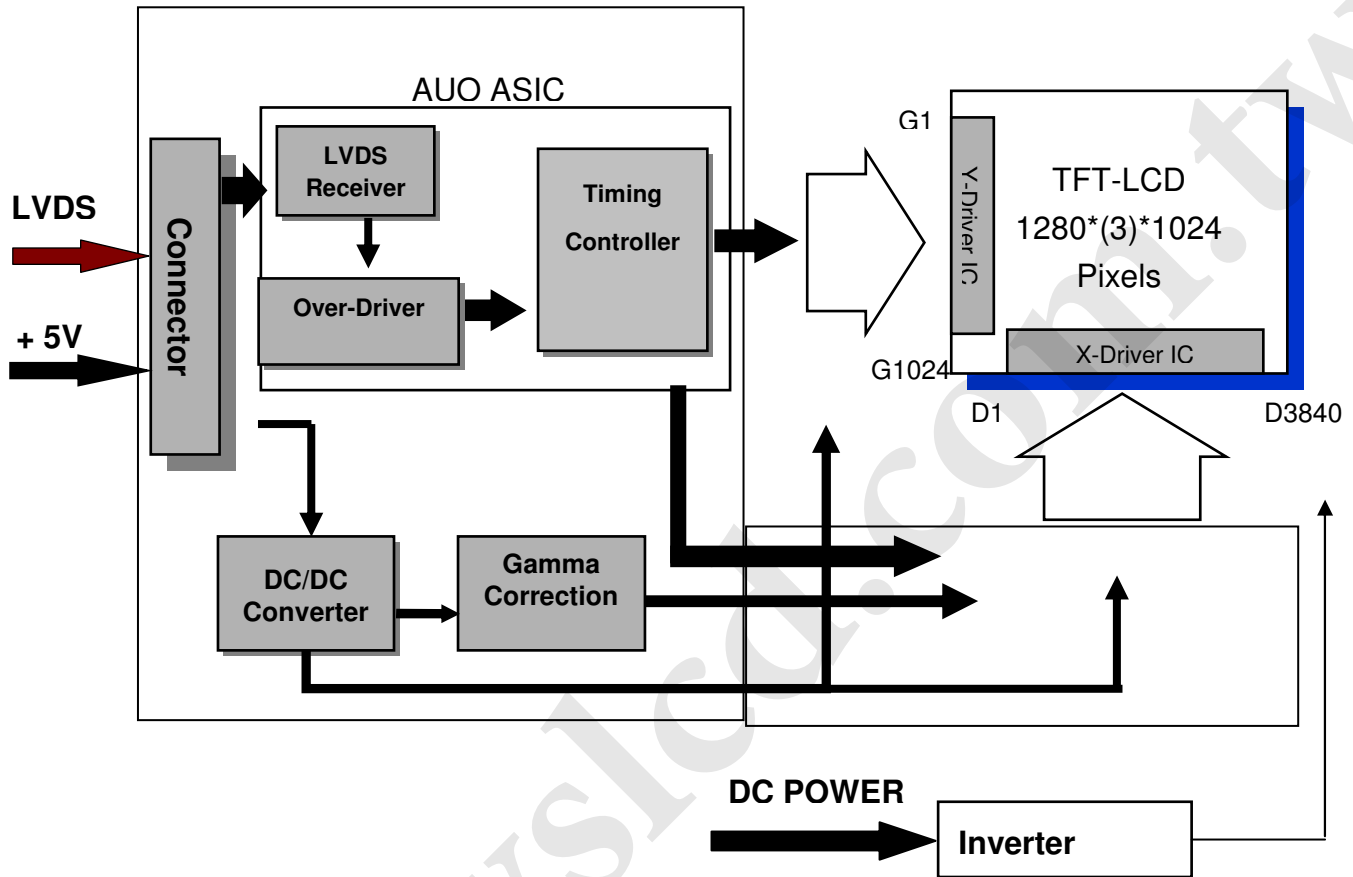 AUO ASIC
LVDS
+ 5V
Connector
LVDS
Receiver
Over-Driver
Timing
Controller
DC/DC
Converter
Gamma
Correction
G1
G1024
Y-Driver IC
TFT-LCD
1280*(3)*1024
Pixels
X-Driver IC
D1
D3840
DC POWER
Inverter